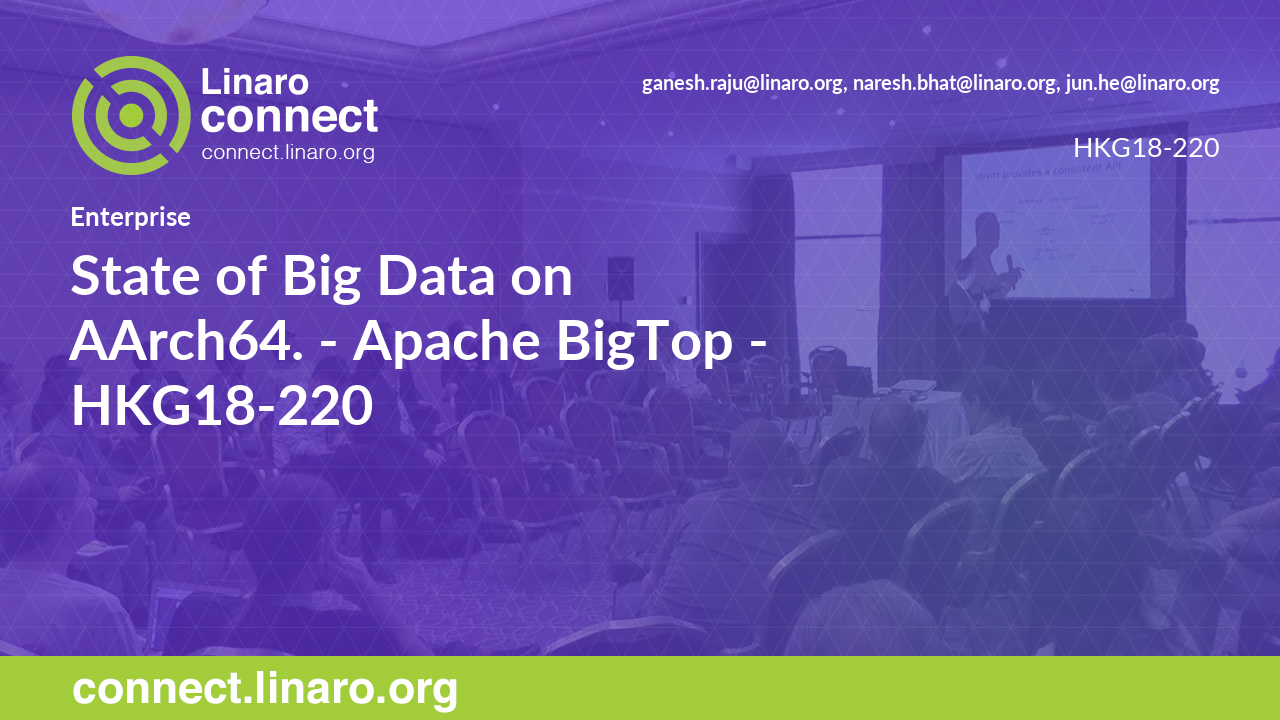 Linaro
connect
connect.linaro.org
ganesh.raju@linaro.org, naresh.bhat@linaro.org, jun.he@linaro.org
HKG18-220
Enterprise
State of Big Data on
AArch64. - Apache BigTop -
HKG18-220
connect.linaro.org